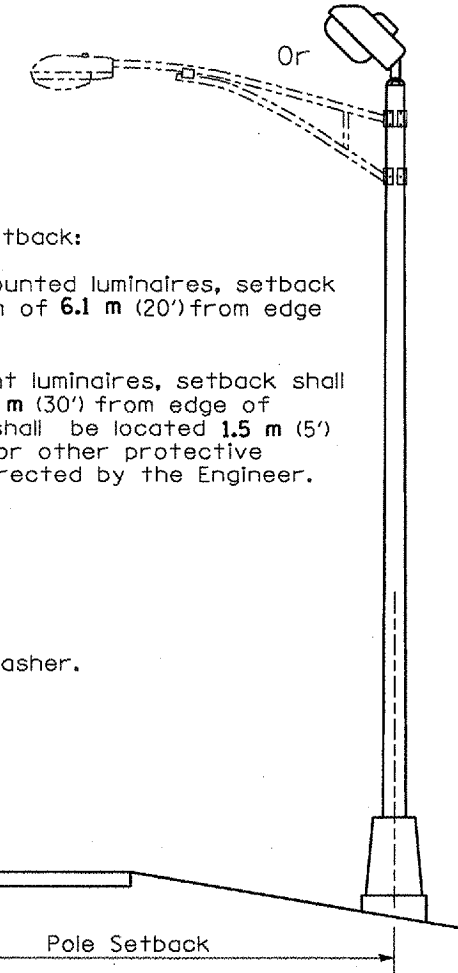 Or
tback:
ounted luminaires, setback
n of 6.1 m (20') from edge
nt luminaires, setback shall
m (30') from edge of
shall be located 1.5 m (5')
or other protective
rected by the Engineer.
asher.
Pole Setback